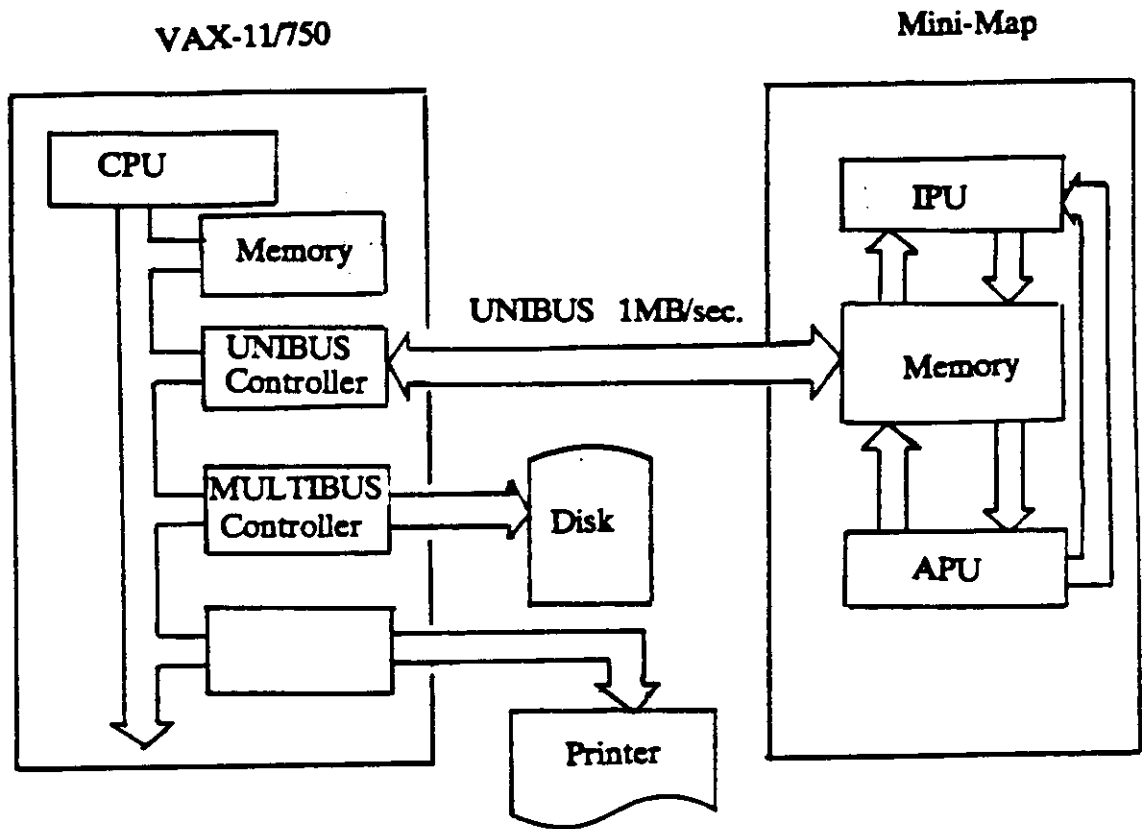 VAX-11/750
Mini-Map
CPU
Memory
UNIBUS
Controller
MULTIBUS
Controller
UNIBUS 1MB/sec.
Disk
Printer
IPU
Memory
APU